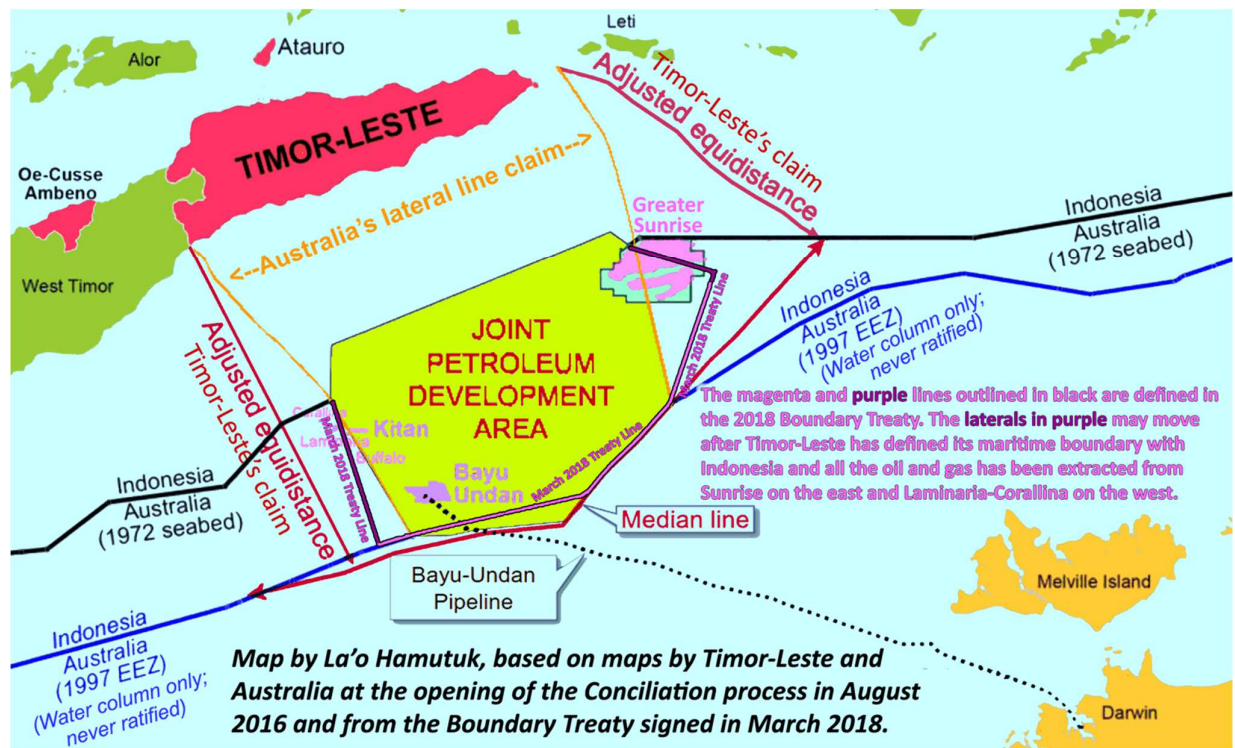 Leti
Alor
Atauro
TIMOR-LESTE
Timor-Leste's claim
Adjusted equidistance
Oe-Cusse
Ambeno
<--Australia's lateral line claim-->
Greater
Sunrise
Indonesia
Australia
(1972 seabed)
West Timor
JOINT
PETROLEUM
DEVELOPMENT
AREA
March 2018 Treaty Line
Indonesia
Australia
(1997 EEZ)
(Water column only;
never ratified)
Adjusted equidistance
Timor-Leste's claim
Corallina
Kitan
Laminaria
Buffalo
March 2018 Treaty Line
Bayu
Undan
March 2018 Treaty Line
The magenta and purple lines outlined in black are defined in
the 2018 Boundary Treaty. The laterals in purple may move
after Timor-Leste has defined its maritime boundary with
Indonesia and all the oil and gas has been extracted from
Sunrise on the east and Laminaria-Corallina on the west.
Indonesia
Australia
(1972 seabed)
Median line
Bayu-Undan
Pipeline
Melville Island
Indonesia
Australia
(1997 EEZ)
(Water column only;
never ratified)
Map by La'o Hamutuk, based on maps by Timor-Leste and
Australia at the opening of the Conciliation process in August
2016 and from the Boundary Treaty signed in March 2018.
Darwin